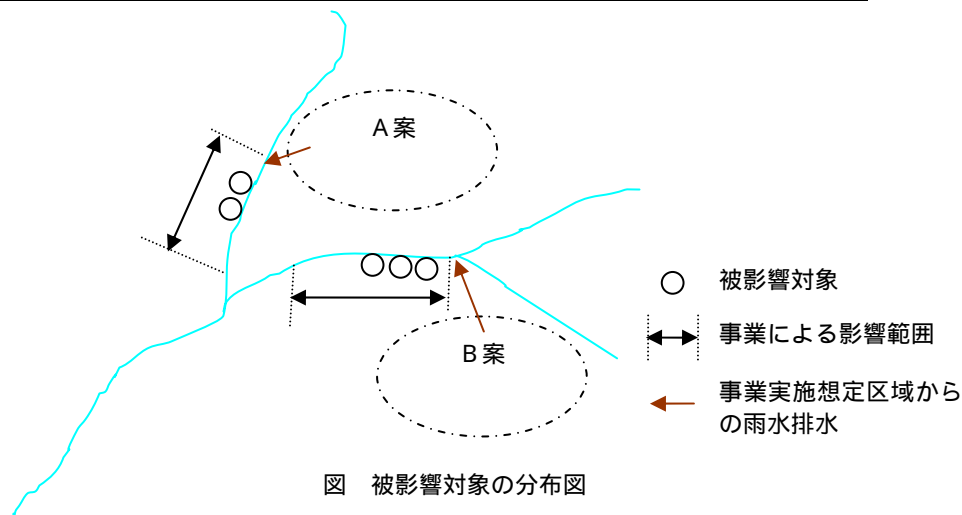 A案
B案
被影響対象
事業による影響範囲
事業実施想定区域から
の雨水排水
図　被影響対象の分布図